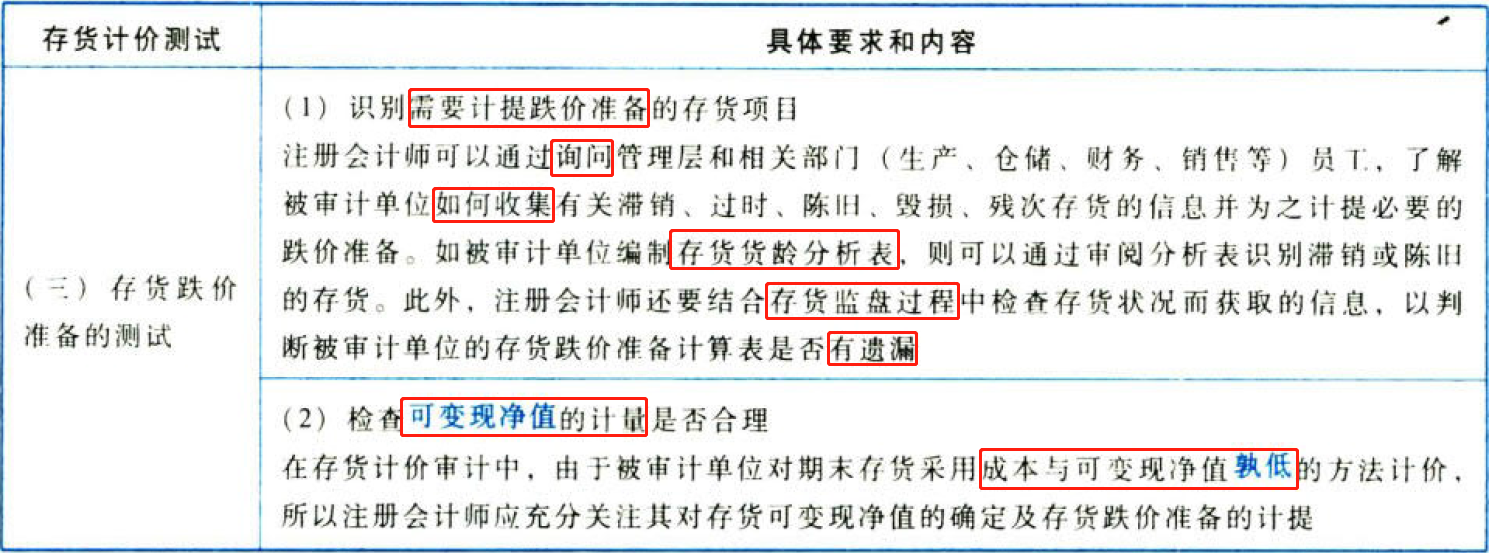 存货计价测试
具体要求和内容
(三)存货跌价
准备的测试
(1)识别需要计提跌价准备的存货项目
注册会计师可以通过询问管理层和相关部门(生产、仓储、财务、销售等)员工,了解
被审计单位如何收集有关滞销、过时、陈旧、毁损、残次存货的信息并为之计提必要的
跌价准备。如被审计单位编制存货货龄分析表,则可以通过审阅分析表识别滞销或陈旧
的存货。此外,注册会计师还要结合存货监盘过程中检查存货状况而获取的信息,以判
断被审计单位的存货跌价准备计算表是否有遗漏
(2)检查可变现净值的计量是否合理
在存货计价审计中,由于被审计单位对期末存货采用成本与可变现净值孰低的方法计价,
所以注册会计师应充分关注其对存货可变现净值的确定及存货跌价准备的计提